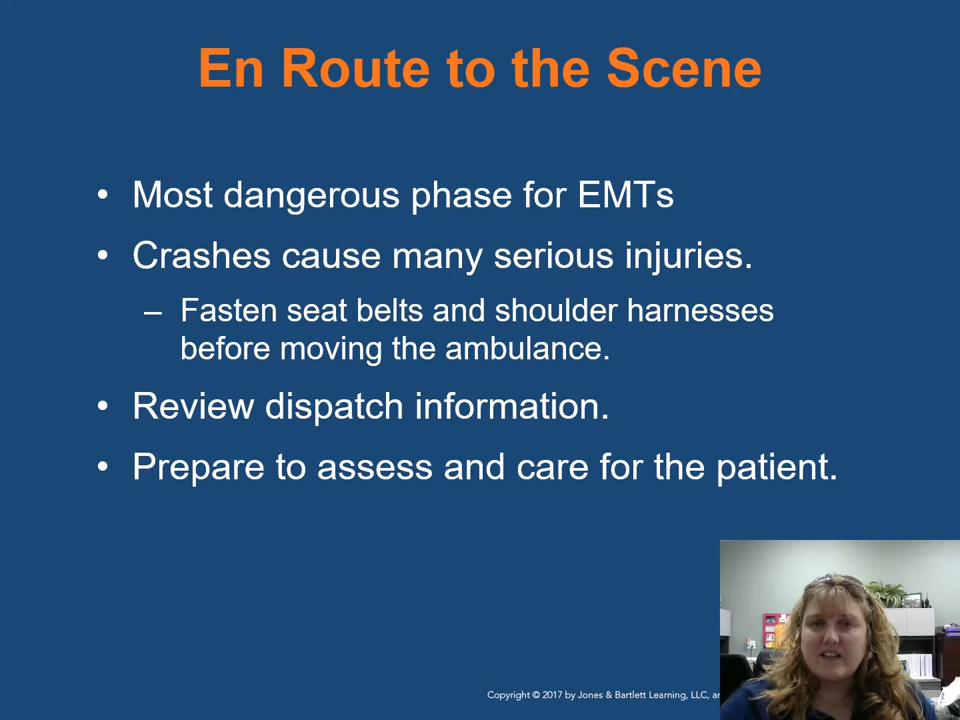 En Route to the Scene
• Most dangerous phase for EMTs
• Crashes cause many serious injuries.
– Fasten seat belts and shoulder harnesses
before moving the ambulance.
• Review dispatch information.
• Prepare to assess and care for the patient.
Copyright © 2017 by Jones & Bartlett Learning, LLC,